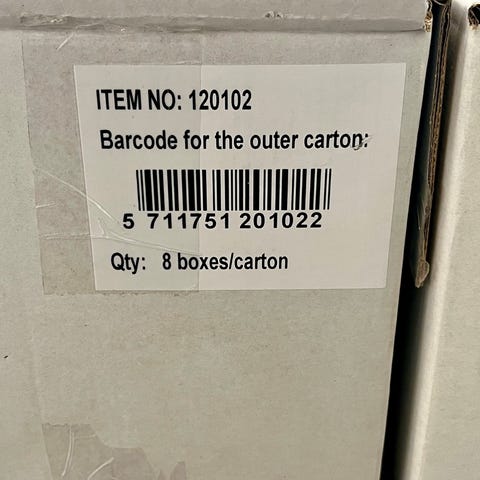 ITEM NO: 120102
Barcode for the outer carton:
5 711751 201022
Qty: 8 boxes/carton